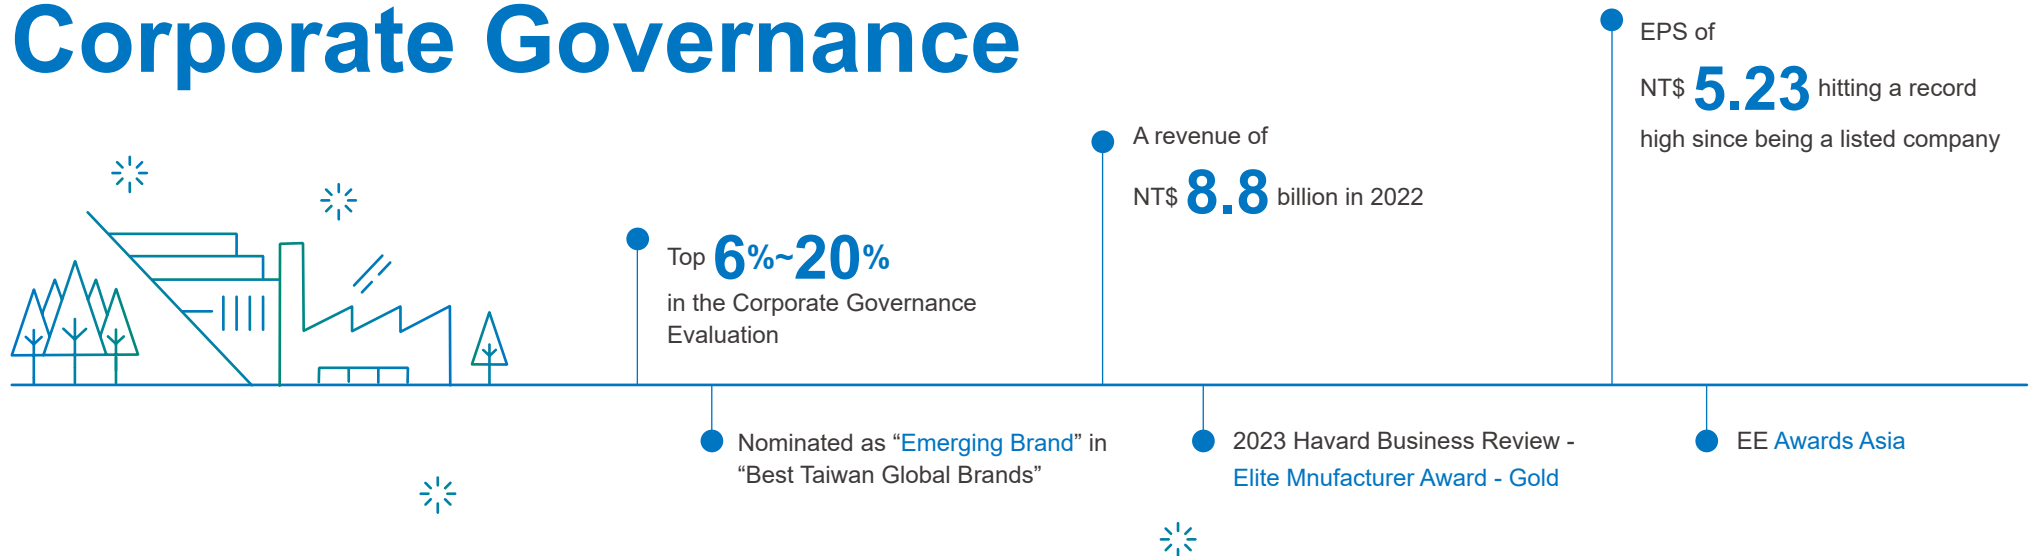 Corporate Governance
EPS of
NT$ 5.23 hitting a record
high since being a listed company
A revenue of
NT$ 8.8 billion in 2022
Top 6%~20%
in the Corporate Governance
Evaluation
Nominated as “Emerging Brand” in
“Best Taiwan Global Brands”
2023 Havard Business Review -
Elite Mnufacturer Award - Gold
EE Awards Asia